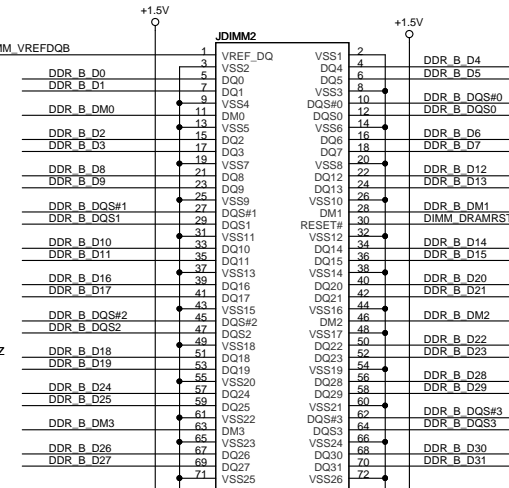 +1.5V
+1.5V
JDIMM2
MM_VREFDQB 1 VREF_DQ VSS1 2
3 VSS2 DQ4 4 DDR_B_D4
DDR_B_D0 5 DQ0 DQ5 6 DDR_B_D5
DDR_B_D1 7 DQ1 VSS3 8
9 VSS4 DQS#0 10 DDR_B_DQS#0
DDR_B_DM0 11 DM0 DQS0 12 DDR_B_DQS0
13 VSS5 VSS6 14
DDR_B_D2 15 DQ2 DQ6 16 DDR_B_D6
DDR_B_D3 17 DQ3 DQ7 18 DDR_B_D7
19 VSS7 VSS8 20
DDR_B_D8 21 DQ8 DQ12 22 DDR_B_D12
DDR_B_D9 23 DQ9 DQ13 24 DDR_B_D13
25 VSS9 VSS10 26
DDR_B_DQS#1 27 DQS#1 DM1 28 DDR_B_DM1
DDR_B_DQS1 29 DQS1 RESET# 30 DIMM_DRAMRST
31 VSS11 VSS12 32
DDR_B_D10 33 DQ10 DQ14 34 DDR_B_D14
DDR_B_D11 35 DQ11 DQ15 36 DDR_B_D15
37 VSS13 VSS14 38
DDR_B_D16 39 DQ16 DQ20 40 DDR_B_D20
DDR_B_D17 41 DQ17 DQ21 42 DDR_B_D21
43 VSS15 VSS16 44
DDR_B_DQS#2 45 DQS#2 DM2 46 DDR_B_DM2
DDR_B_DQS2 47 DQS2 VSS17 48
49 VSS18 DQ22 50 DDR_B_D22
z DDR_B_D18 51 DQ18 DQ23 52 DDR_B_D23
DDR_B_D19 53 DQ19 VSS19 54
55 VSS20 DQ28 56 DDR_B_D28
DDR_B_D24 57 DQ24 DQ29 58 DDR_B_D29
DDR_B_D25 59 DQ25 VSS21 60
61 VSS22 DQS#3 62 DDR_B_DQS#3
DDR_B_DM3 63 DM3 DQS3 64 DDR_B_DQS3
65 VSS23 VSS24 66
DDR_B_D26 67 DQ26 DQ30 68 DDR_B_D30
DDR_B_D27 69 DQ27 DQ31 70 DDR_B_D31
71 VSS25 VSS26 72